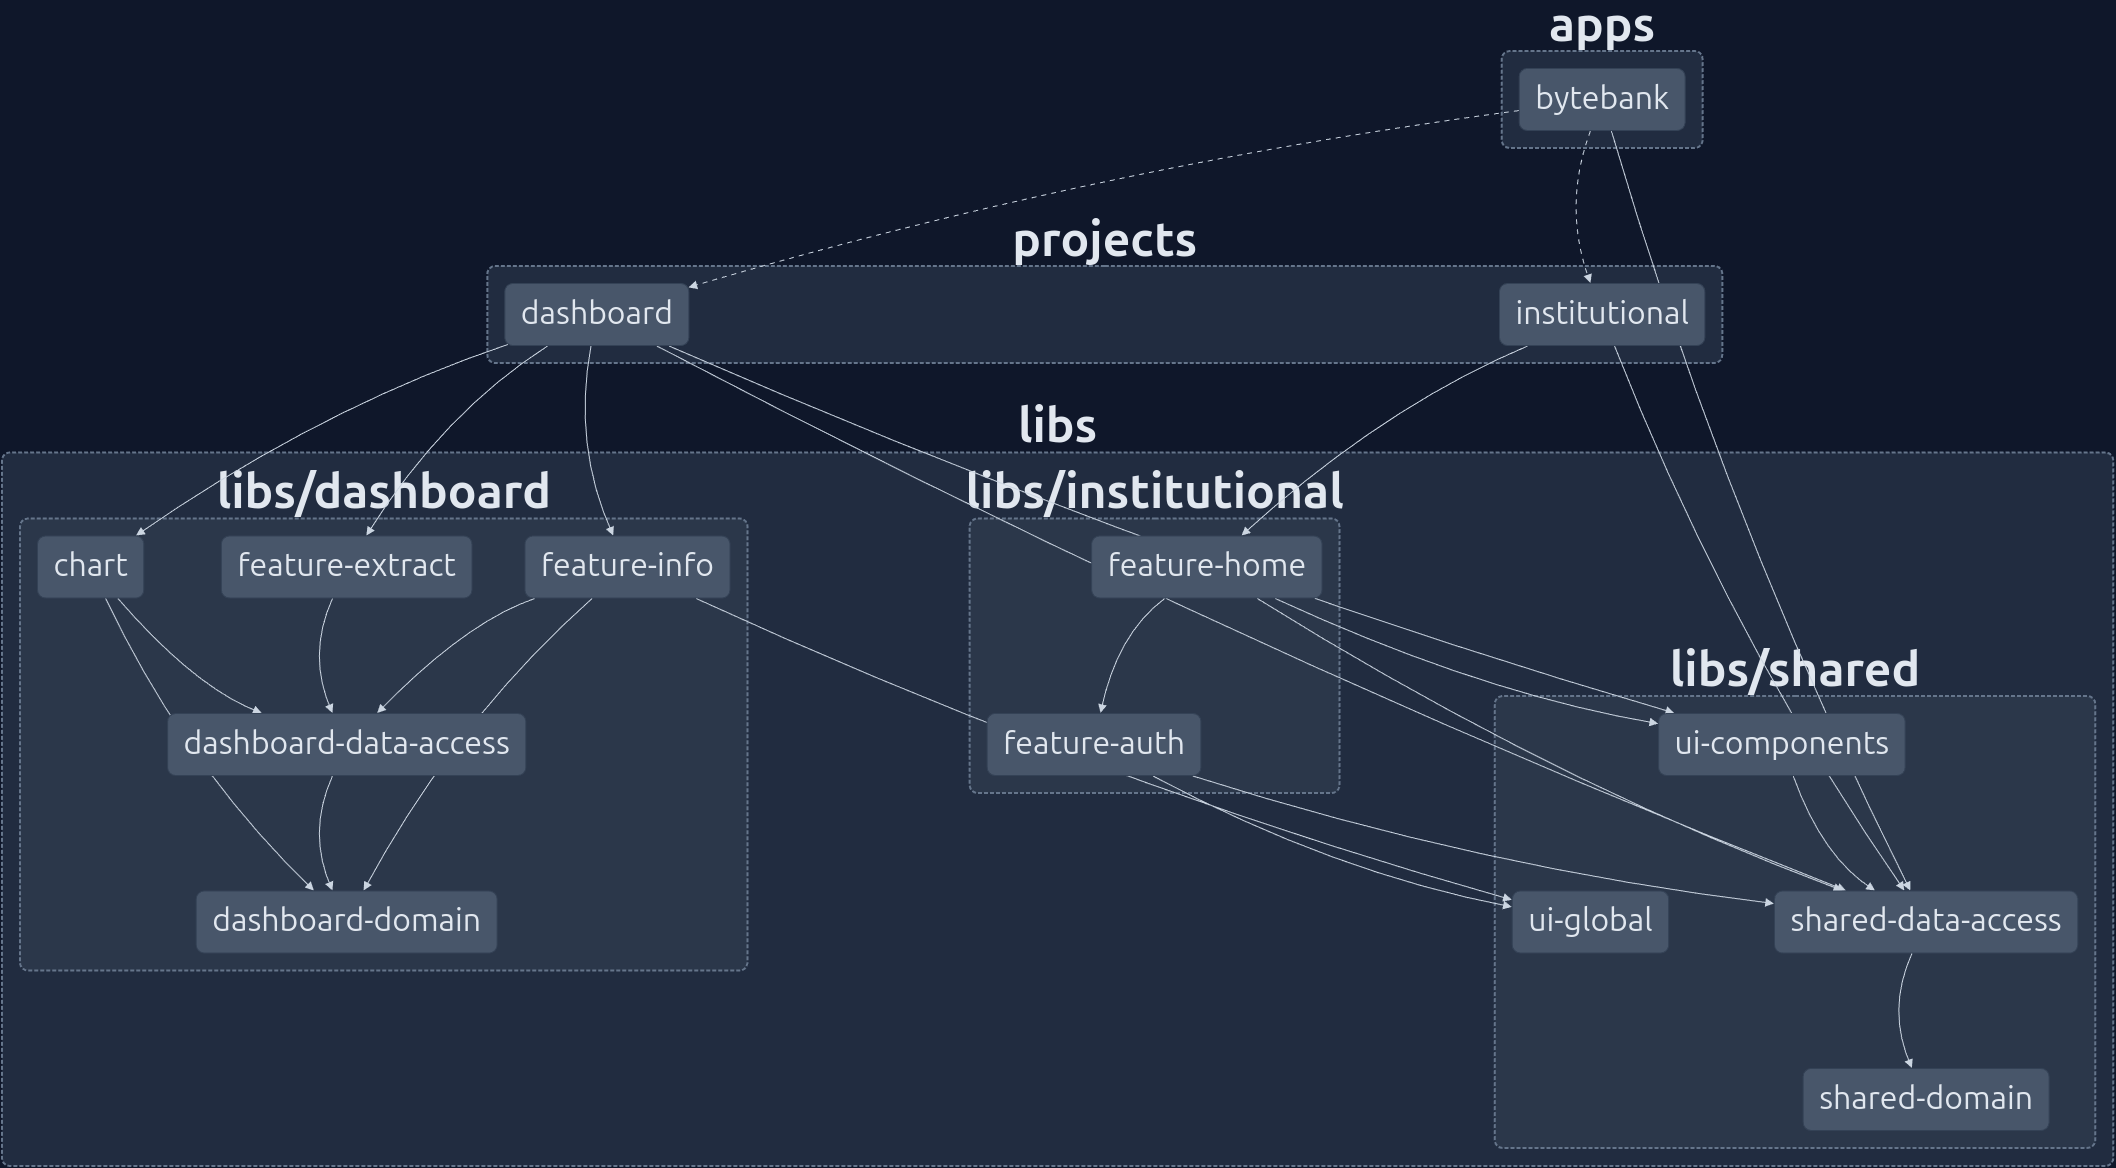 apps
bytebank
projects
dashboard
institutional
libs
libs/dashboard
libs/institutional
chart
feature-extract
feature-info
feature-home
libs/shared
dashboard-data-access
feature-auth
ui-components
dashboard-domain
ui-global
shared-data-access
shared-domain